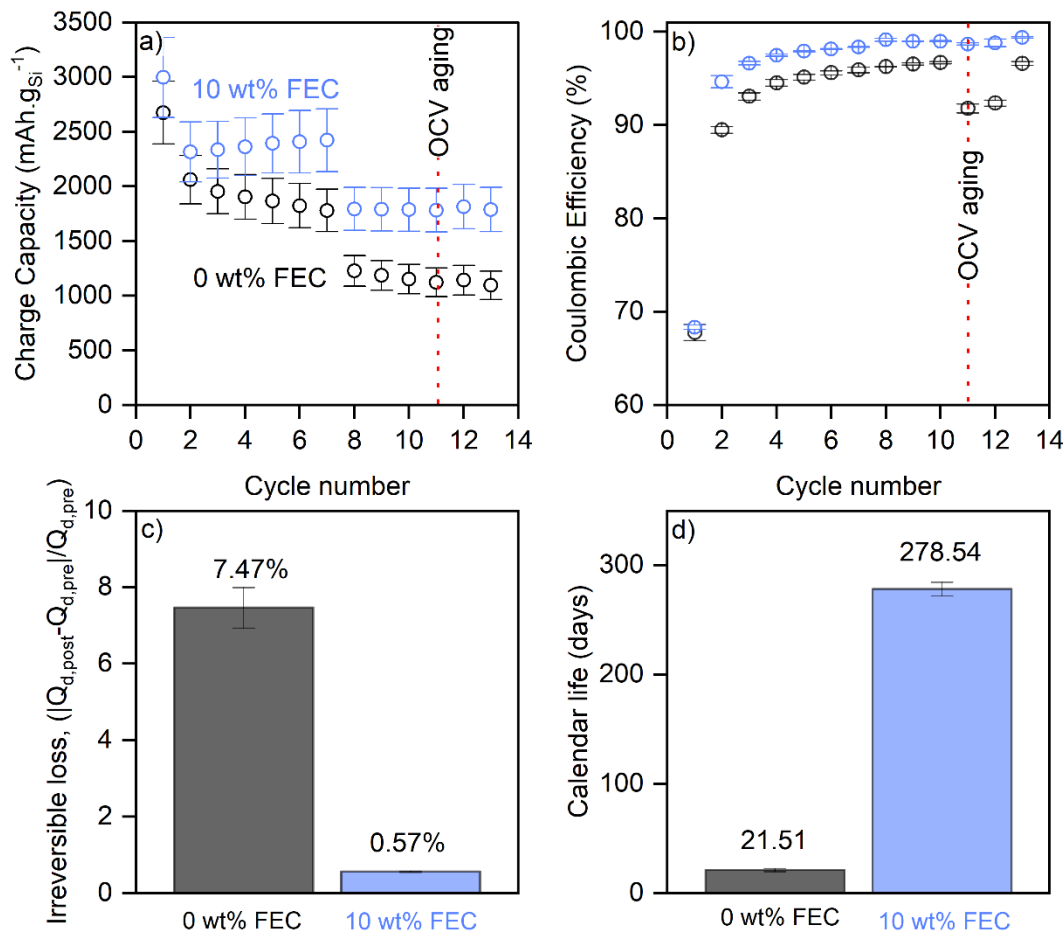 a)
10 wt% FEC
0 wt% FEC
OCV aging
Charge Capacity (mAh.g_Si^-1)
3500
3000
2500
2000
1500
1000
500
0
0 2 4 6 8 10 12 14
Cycle number
b)
OCV aging
Coulombic Efficiency (%)
100
90
80
70
60
0 2 4 6 8 10 12 14
Cycle number
c)
7.47%
0.57%
Irreversible loss, (|Q_d,post-Q_d,pre|/Q_d,pre)
10
8
6
4
2
0
0 wt% FEC 10 wt% FEC
d)
278.54
21.51
Calendar life (days)
300
200
100
0
0 wt% FEC 10 wt% FEC